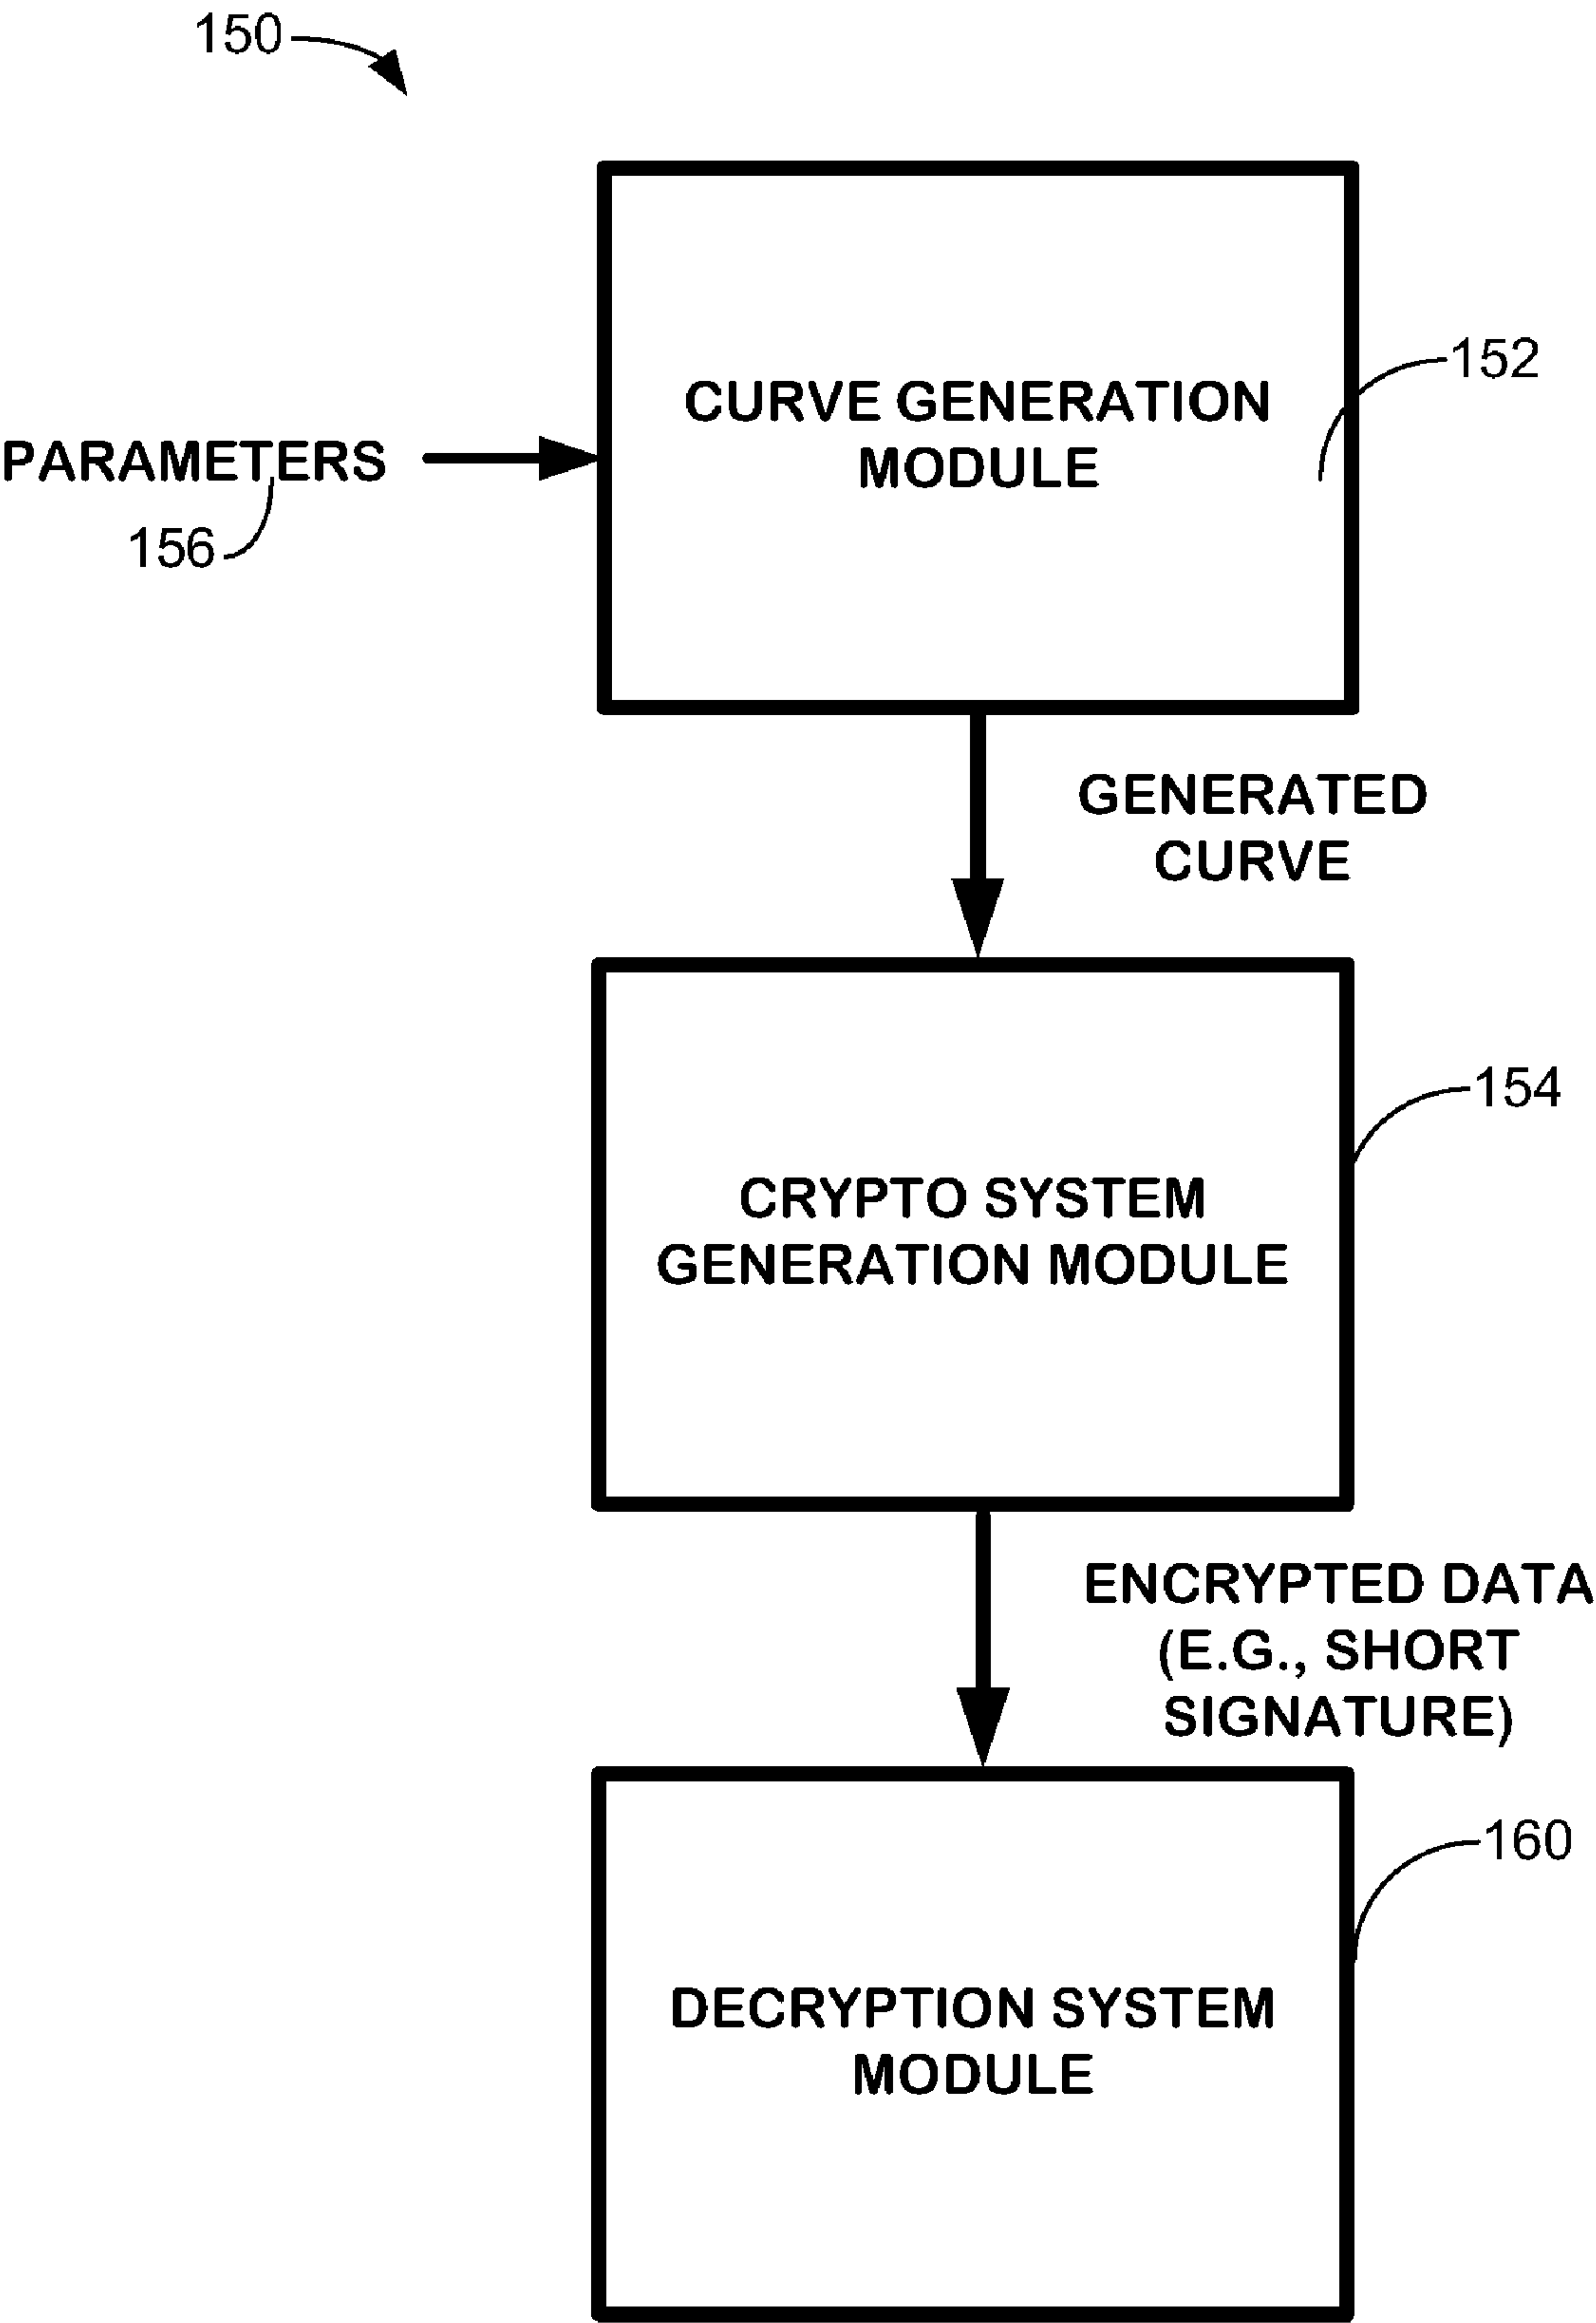 150
CURVE GENERATION
MODULE
152
PARAMETERS
156
GENERATED
CURVE
154
CRYPTO SYSTEM
GENERATION MODULE
ENCRYPTED DATA
(E.G., SHORT
SIGNATURE)
160
DECRYPTION SYSTEM
MODULE